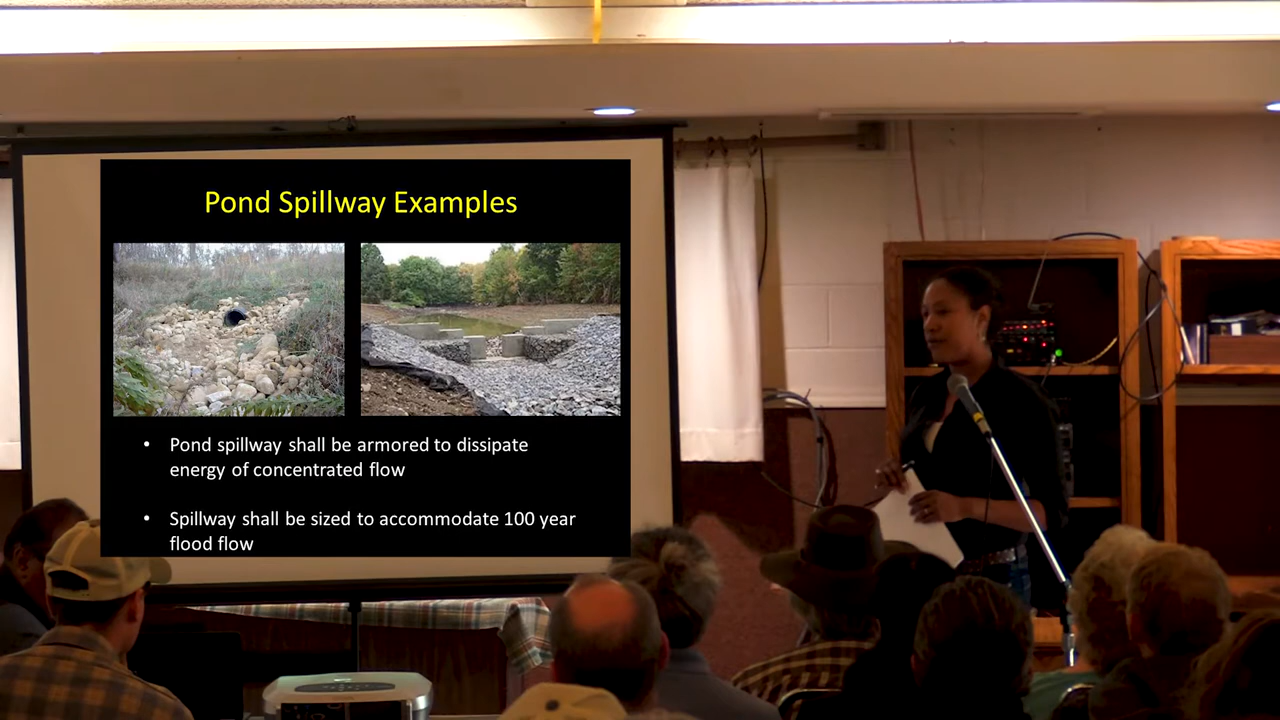 Pond Spillway Examples
• Pond spillway shall be armored to dissipate
energy of concentrated flow
• Spillway shall be sized to accommodate 100 year
flood flow